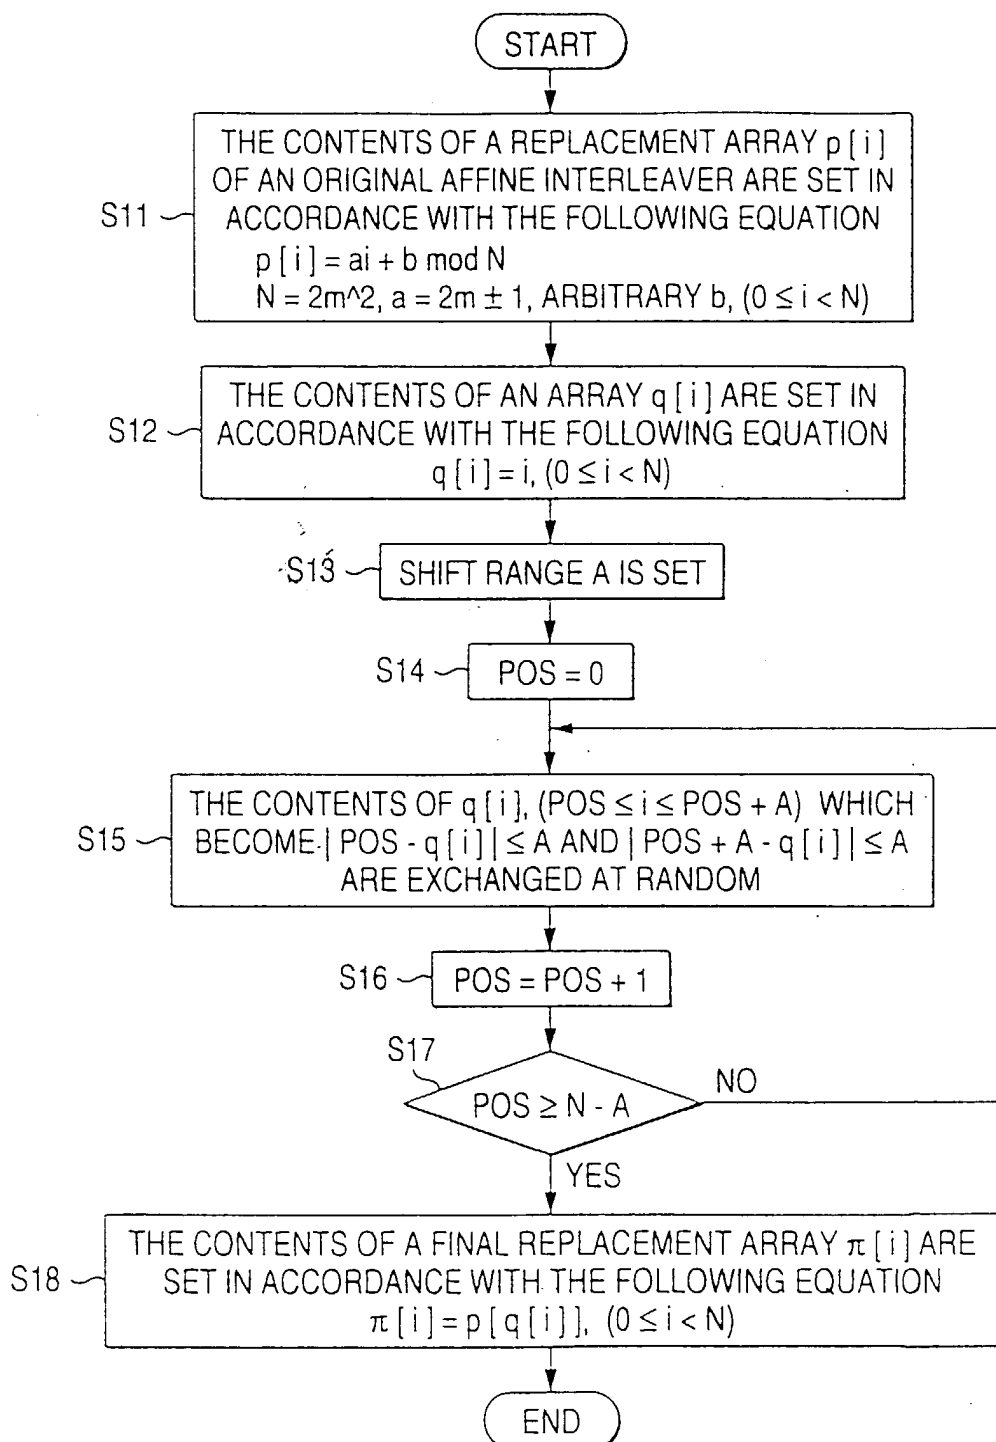 START
THE CONTENTS OF A REPLACEMENT ARRAY p [ i ]
OF AN ORIGINAL AFFINE INTERLEAVER ARE SET IN
S11
ACCORDANCE WITH THE FOLLOWING EQUATION
p [ i ] = ai + b mod N
N = 2m^2, a = 2m ± 1, ARBITRARY b, (0 ≤ i < N)
THE CONTENTS OF AN ARRAY q [ i ] ARE SET IN
S12
ACCORDANCE WITH THE FOLLOWING EQUATION
q [ i ] = i, (0 ≤ i < N)
S13
SHIFT RANGE A IS SET
S14
POS = 0
THE CONTENTS OF q [ i ], (POS ≤ i ≤ POS + A) WHICH
S15
BECOME | POS - q [ i ] | ≤ A AND | POS + A - q [ i ] | ≤ A
ARE EXCHANGED AT RANDOM
S16
POS = POS + 1
S17
POS ≥ N - A
NO
YES
THE CONTENTS OF A FINAL REPLACEMENT ARRAY π [ i ] ARE
S18
SET IN ACCORDANCE WITH THE FOLLOWING EQUATION
π [ i ] = p [ q [ i ] ], (0 ≤ i < N)
END